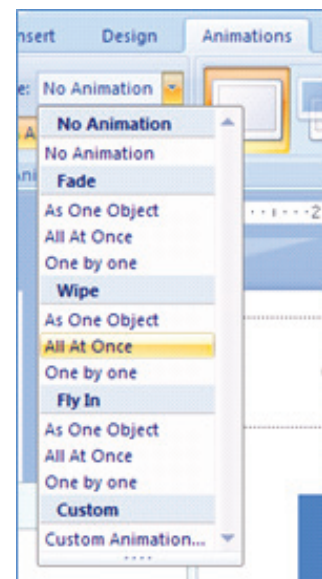 nsert Design Animations
e: No Animation
No Animation
No Animation
Fade
As One Object
All At Once
One by one
Wipe
As One Object
All At Once
One by one
Fly In
As One Object
All At Once
One by one
Custom
Custom Animation...